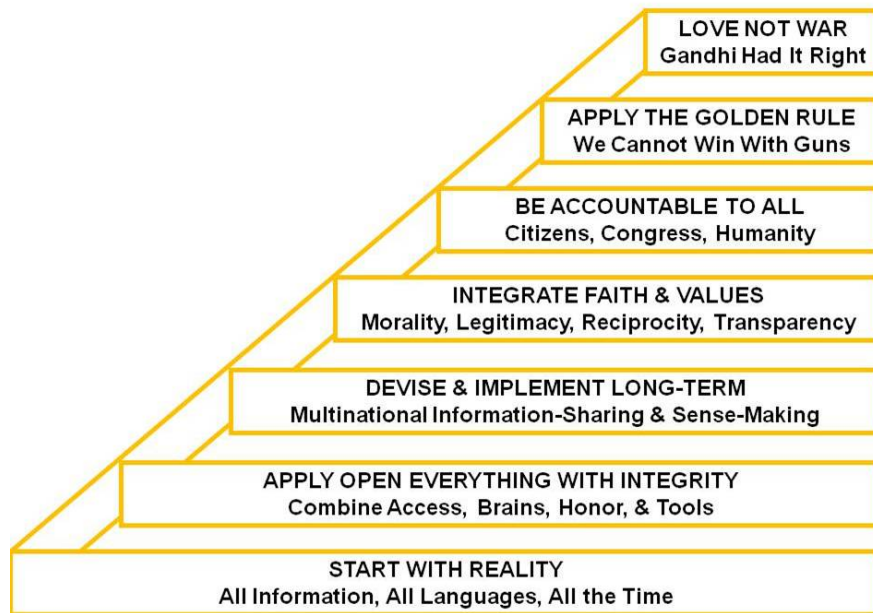 LOVE NOT WAR
Gandhi Had It Right
APPLY THE GOLDEN RULE
We Cannot Win With Guns
BE ACCOUNTABLE TO ALL
Citizens, Congress, Humanity
INTEGRATE FAITH & VALUES
Morality, Legitimacy, Reciprocity, Transparency
DEVISE & IMPLEMENT LONG-TERM
Multinational Information-Sharing & Sense-Making
APPLY OPEN EVERYTHING WITH INTEGRITY
Combine Access, Brains, Honor, & Tools
START WITH REALITY
All Information, All Languages, All the Time